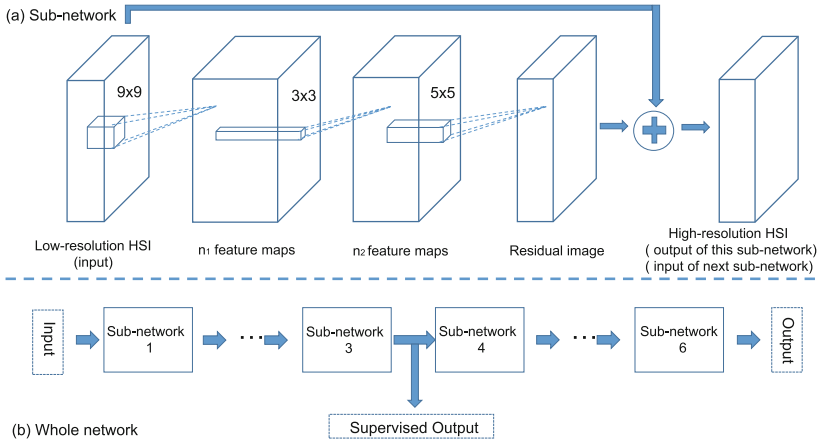 (a) Sub-network
9x9
3x3
5x5
Low-resolution HSI
(input)
n1 feature maps
n2 feature maps
Residual image
High-resolution HSI
( output of this sub-network)
( input of next sub-network)
Input
Sub-network
1
...
Sub-network
3
Sub-network
4
...
Sub-network
6
Output
Supervised Output
(b) Whole network